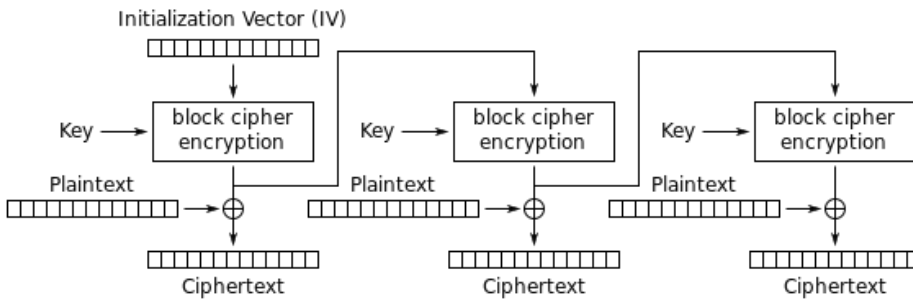 Initialization Vector (IV)
Key
block cipher
encryption
Key
block cipher
encryption
Key
block cipher
encryption
Plaintext
Plaintext
Plaintext
Ciphertext
Ciphertext
Ciphertext